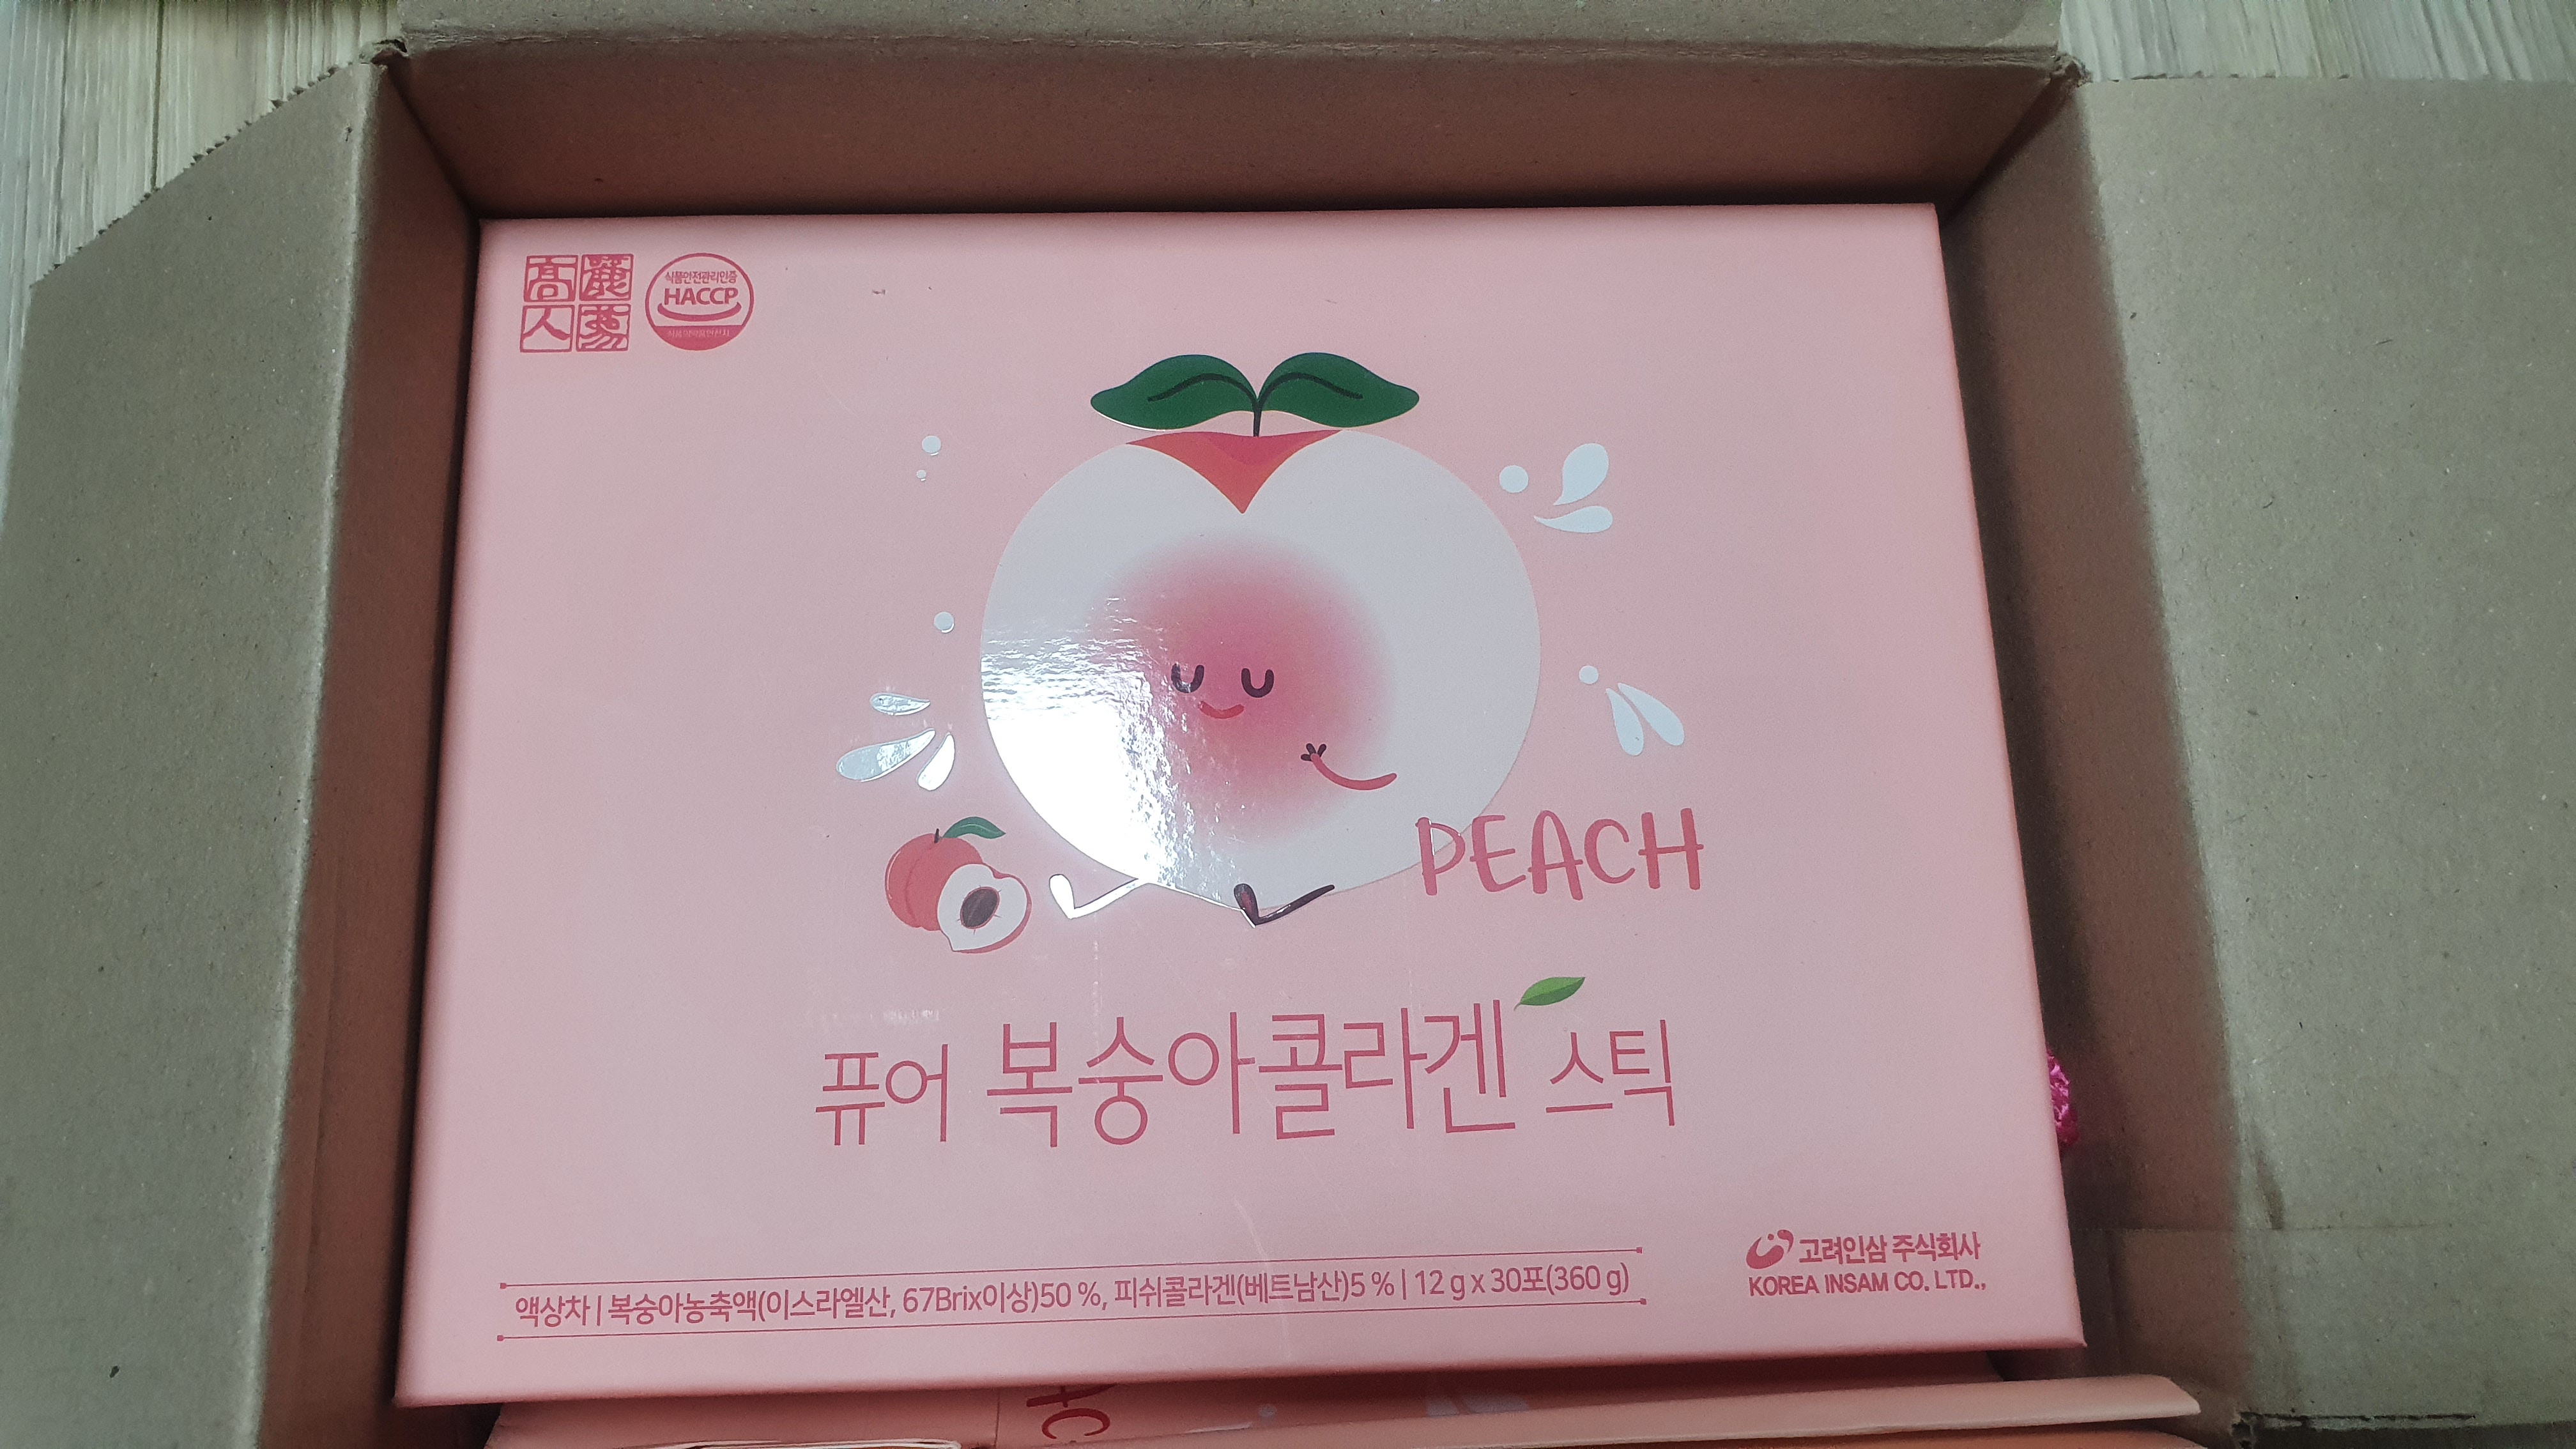 高麗
人蔘
식품안전관리인증
HACCP
PEACH
퓨어 복숭아콜라겐 스틱
액상차 | 복숭아농축액(이스라엘산, 67Brix이상)50 %, 피쉬콜라겐(베트남산)5 % | 12 g x 30포(360 g)
고려인삼 주식회사
KOREA INSAM CO. LTD.,